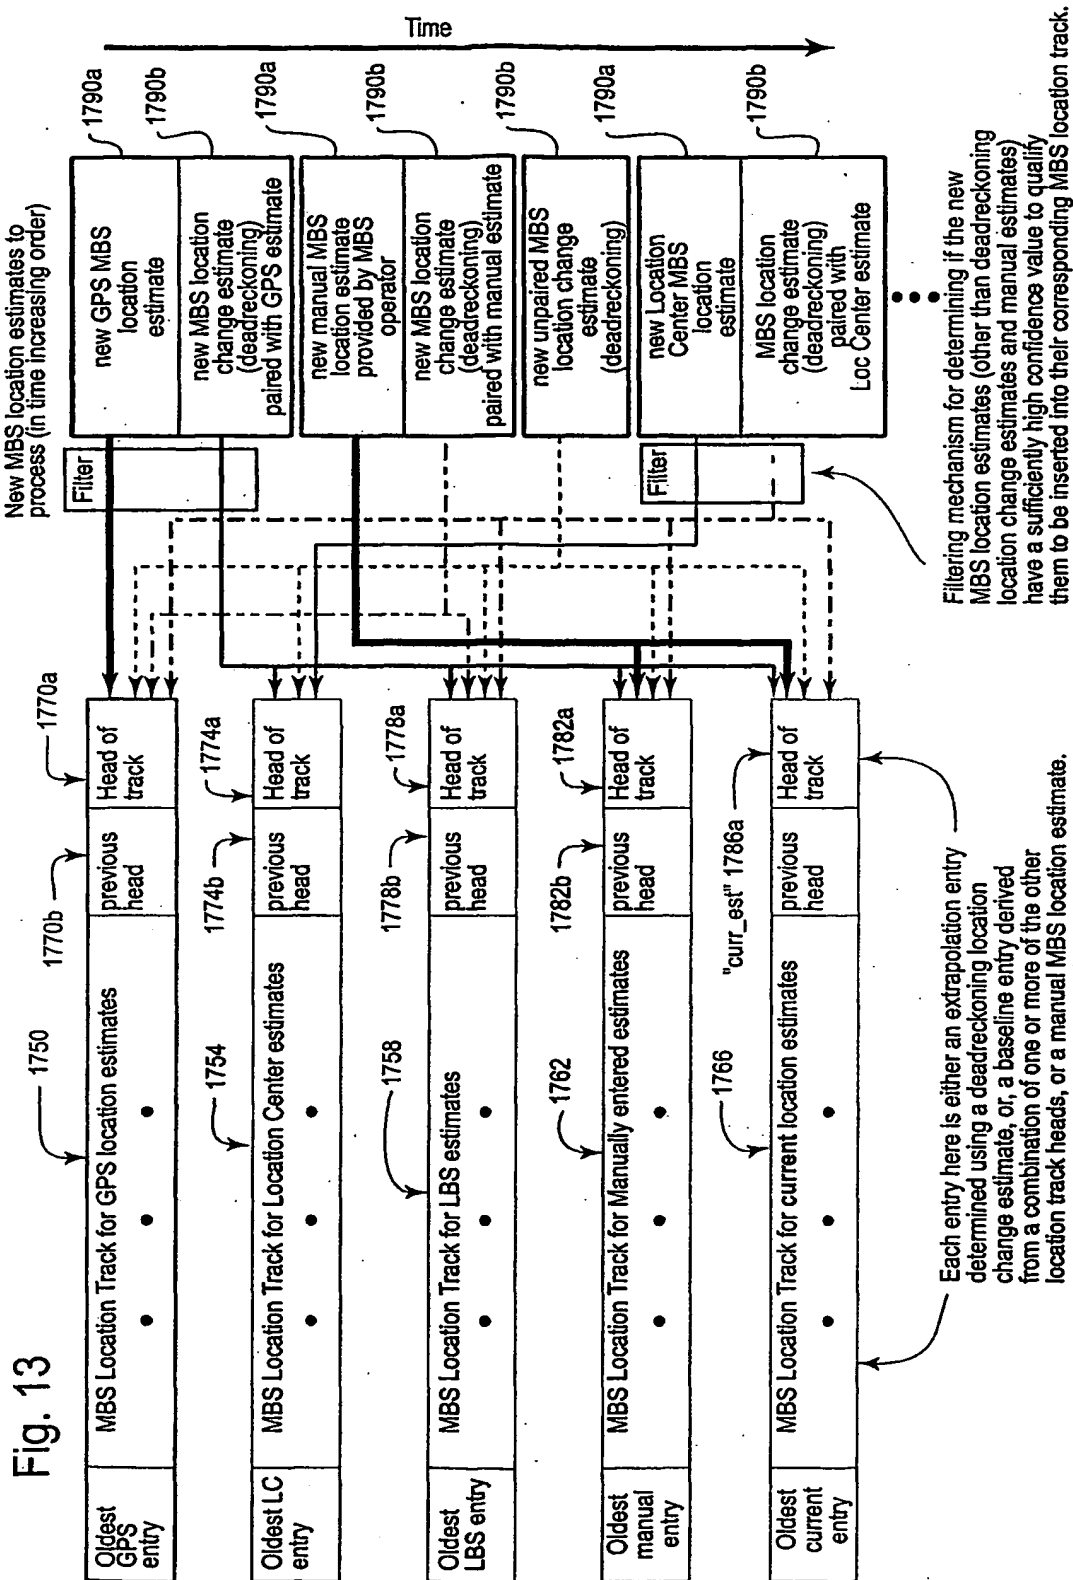 Fig. 13
New MBS location estimates to
process (in time increasing order)
Time
1790a
1790b
1790a
1790b
1790b
1790a
1790b
new GPS MBS
location
estimate
new MBS location
change estimate
(deadreckoning)
paired with GPS estimate
new manual MBS
location estimate
provided by MBS
operator
new MBS location
change estimate
(deadreckoning)
paired with manual estimate
new unpaired MBS
location change
estimate
(deadreckoning)
new Location
Center MBS
location
estimate
MBS location
change estimate
(deadreckoning)
paired with
Loc Center estimate
Filter
Filter
Filtering mechanism for determining if the new
MBS location estimates (other than deadreckoning
location change estimates and manual estimates)
have a sufficiently high confidence value to qualify
them to be inserted into their corresponding MBS location track.
1750
1770b
1770a
Oldest
GPS
entry
MBS Location Track for GPS location estimates
previous
head
Head of
track
1754
1774b
1774a
Oldest LC
entry
MBS Location Track for Location Center estimates
previous
head
Head of
track
1758
1778b
1778a
Oldest
LBS entry
MBS Location Track for LBS estimates
previous
head
Head of
track
1762
1782b
1782a
Oldest
manual
entry
MBS Location Track for Manually entered estimates
previous
head
Head of
track
1766
"curr_est" 1786a
Oldest
current
entry
MBS Location Track for current location estimates
previous
head
Head of
track
Each entry here is either an extrapolation entry
determined using a deadreckoning location
change estimate, or, a baseline entry derived
from a combination of one or more of the other
location track heads, or a manual MBS location estimate.